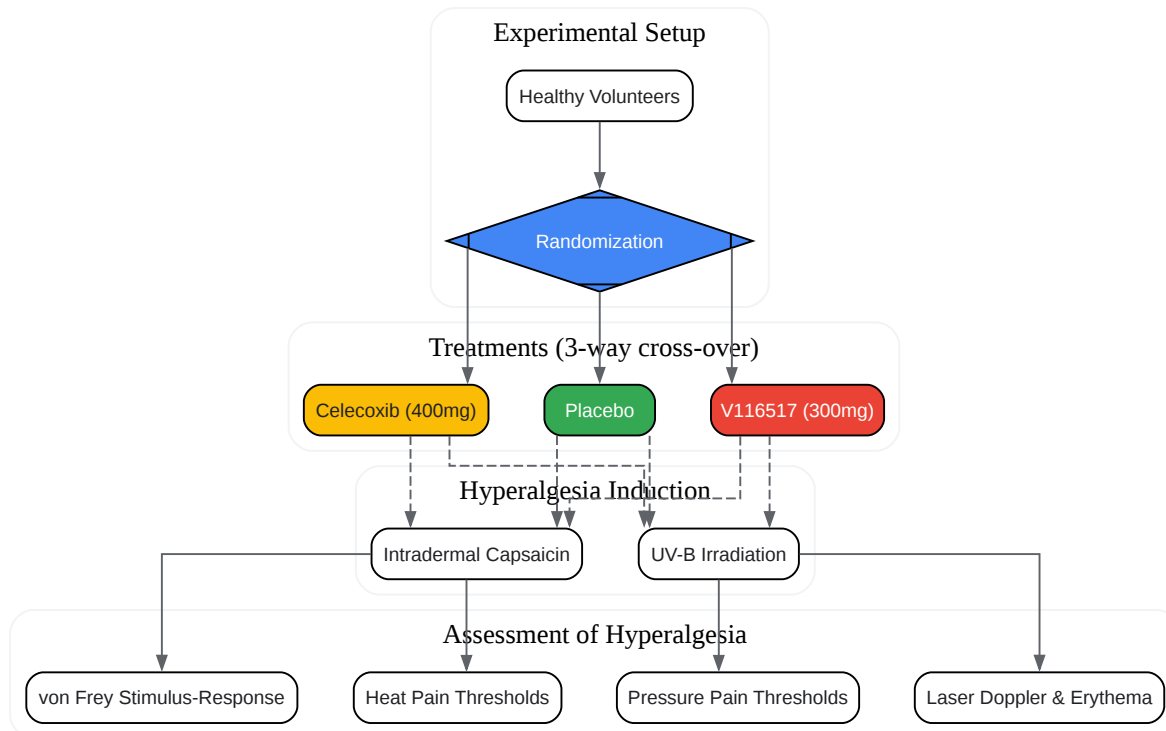 Experimental Setup
Healthy Volunteers
Randomization
Treatments (3-way cross-over)
Celecoxib (400mg)
Placebo
V116517 (300mg)
Hyperalgesia Induction
Intradermal Capsaicin
UV-B Irradiation
Assessment of Hyperalgesia
von Frey Stimulus-Response
Heat Pain Thresholds
Pressure Pain Thresholds
Laser Doppler & Erythema